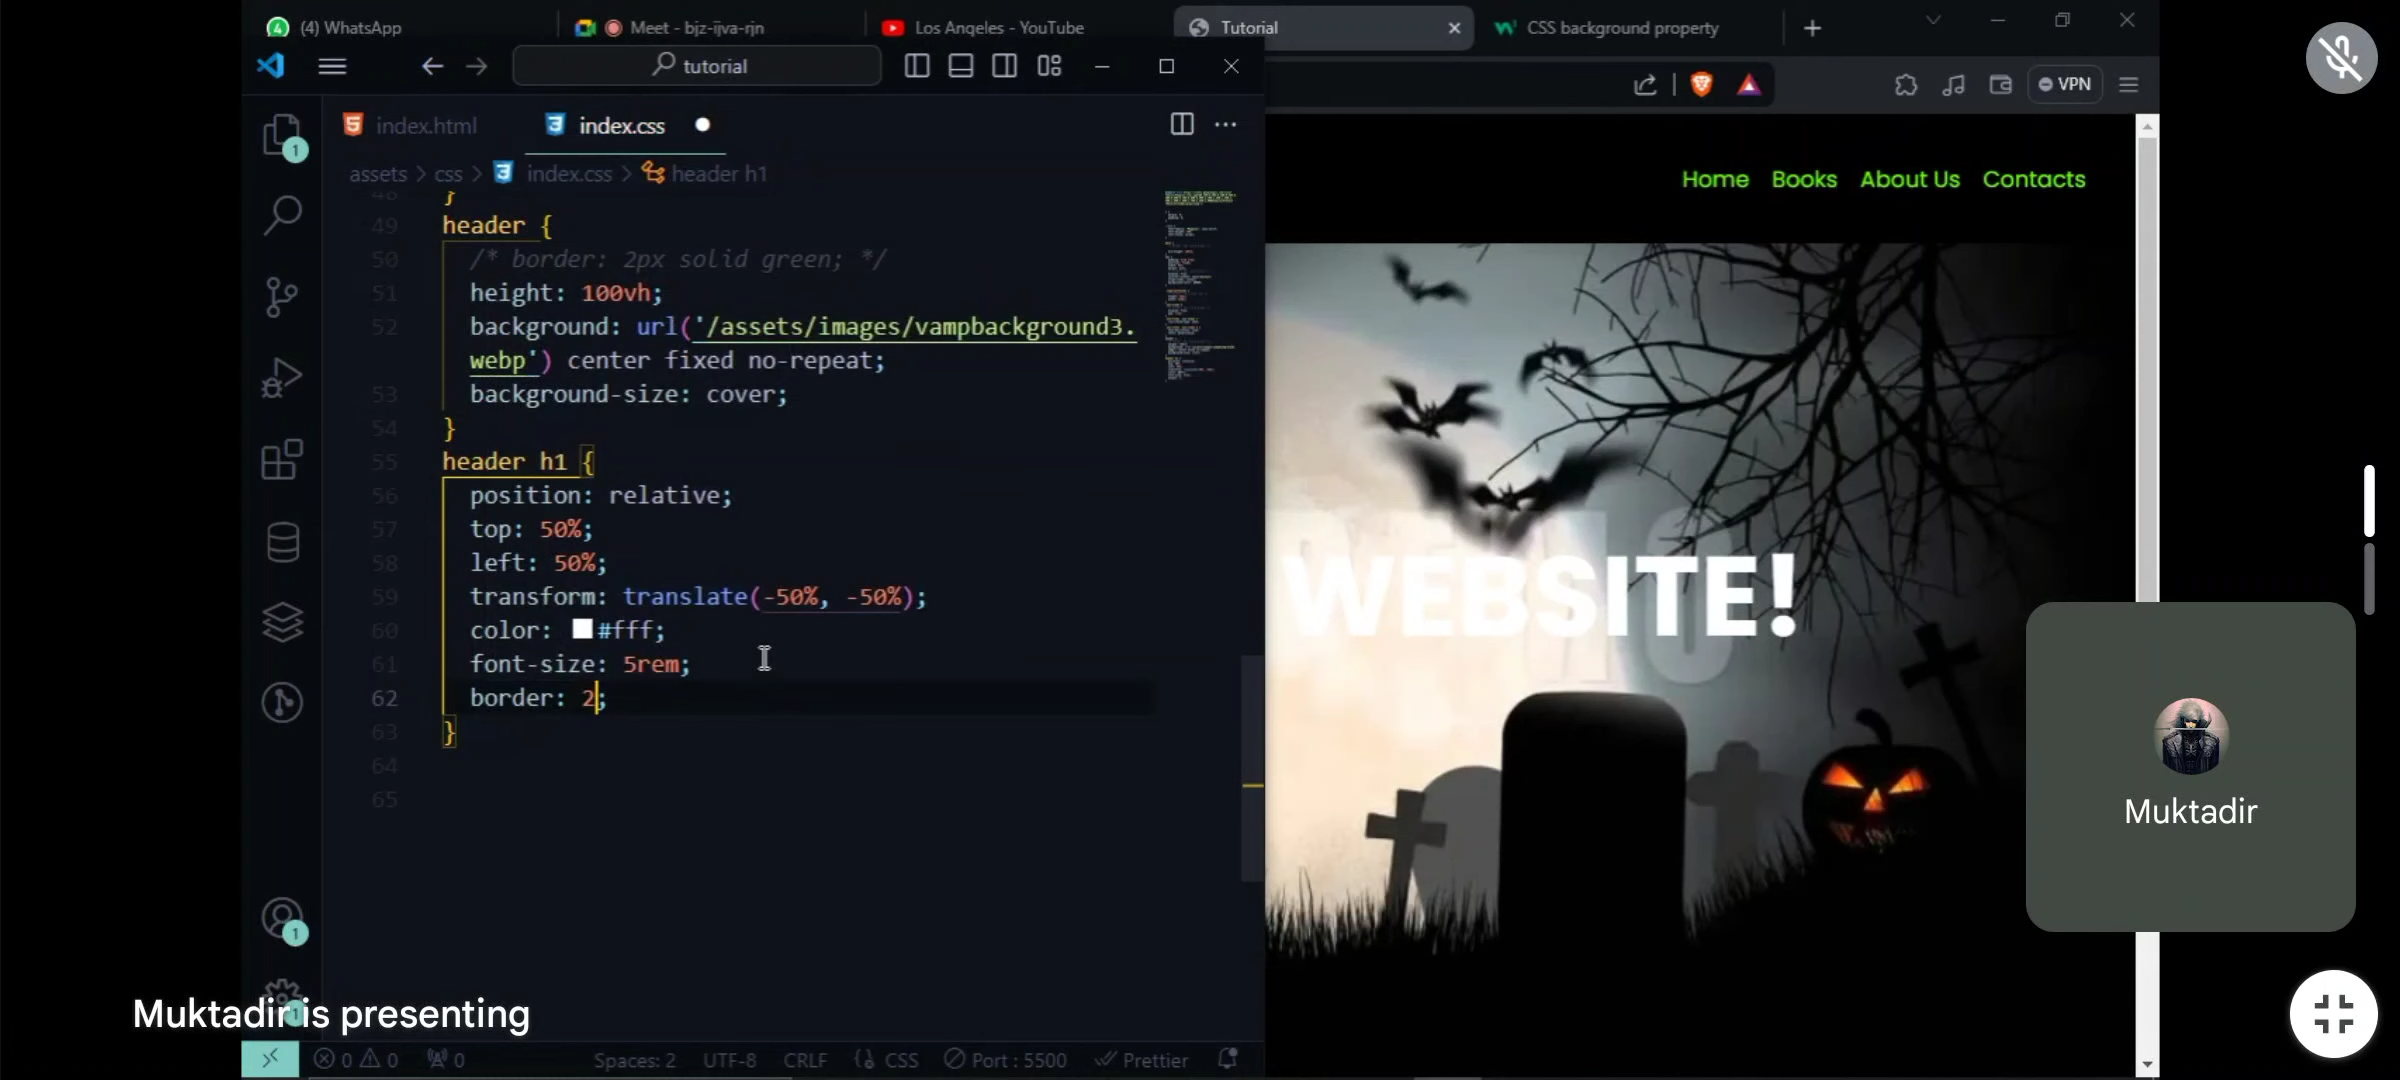 (4) WhatsApp
Meet - bjz-ijva-rjn
Los Angeles - YouTube
Tutorial
CSS background property
tutorial
VPN
index.html
index.css
assets > css > index.css > header h1
1
48 }
49 header {
50 /* border: 2px solid green; */
51 height: 100vh;
52 background: url('/assets/images/vampbackground3.
webp') center fixed no-repeat;
53 background-size: cover;
54 }
55 header h1 {
56 position: relative;
57 top: 50%;
58 left: 50%;
59 transform: translate(-50%, -50%);
60 color: #fff;
61 font-size: 5rem;
62 border: 2;
63 }
64
65
Home Books About Us Contacts
WEBSITE!
Muktadir
1
1
Muktadir is presenting
0 0 0
Spaces: 2 UTF-8 CRLF {} CSS Port : 5500 Prettier